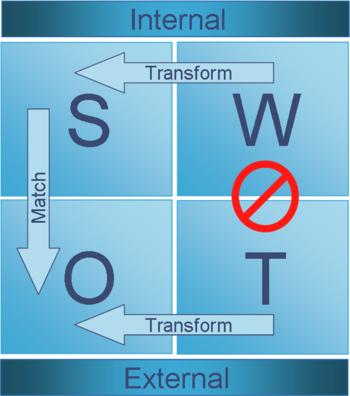 Internal
Transform
S
W
Match
O
T
Transform
External